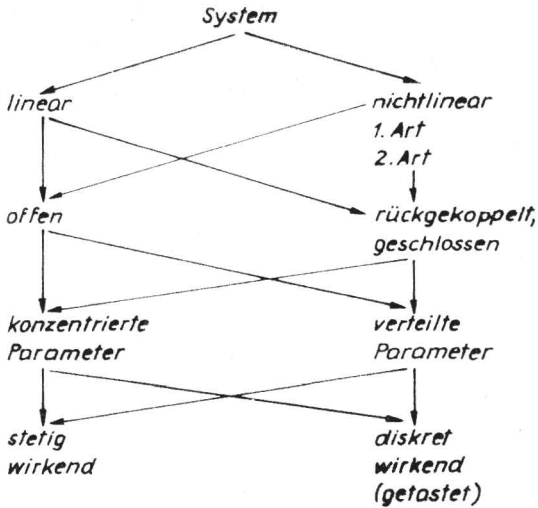 System
linear
nichtlinear
1. Art
2. Art
offen
rückgekoppelt,
geschlossen
konzentrierte
Parameter
verteilte
Parameter
stetig
wirkend
diskret
wirkend
(getastet)